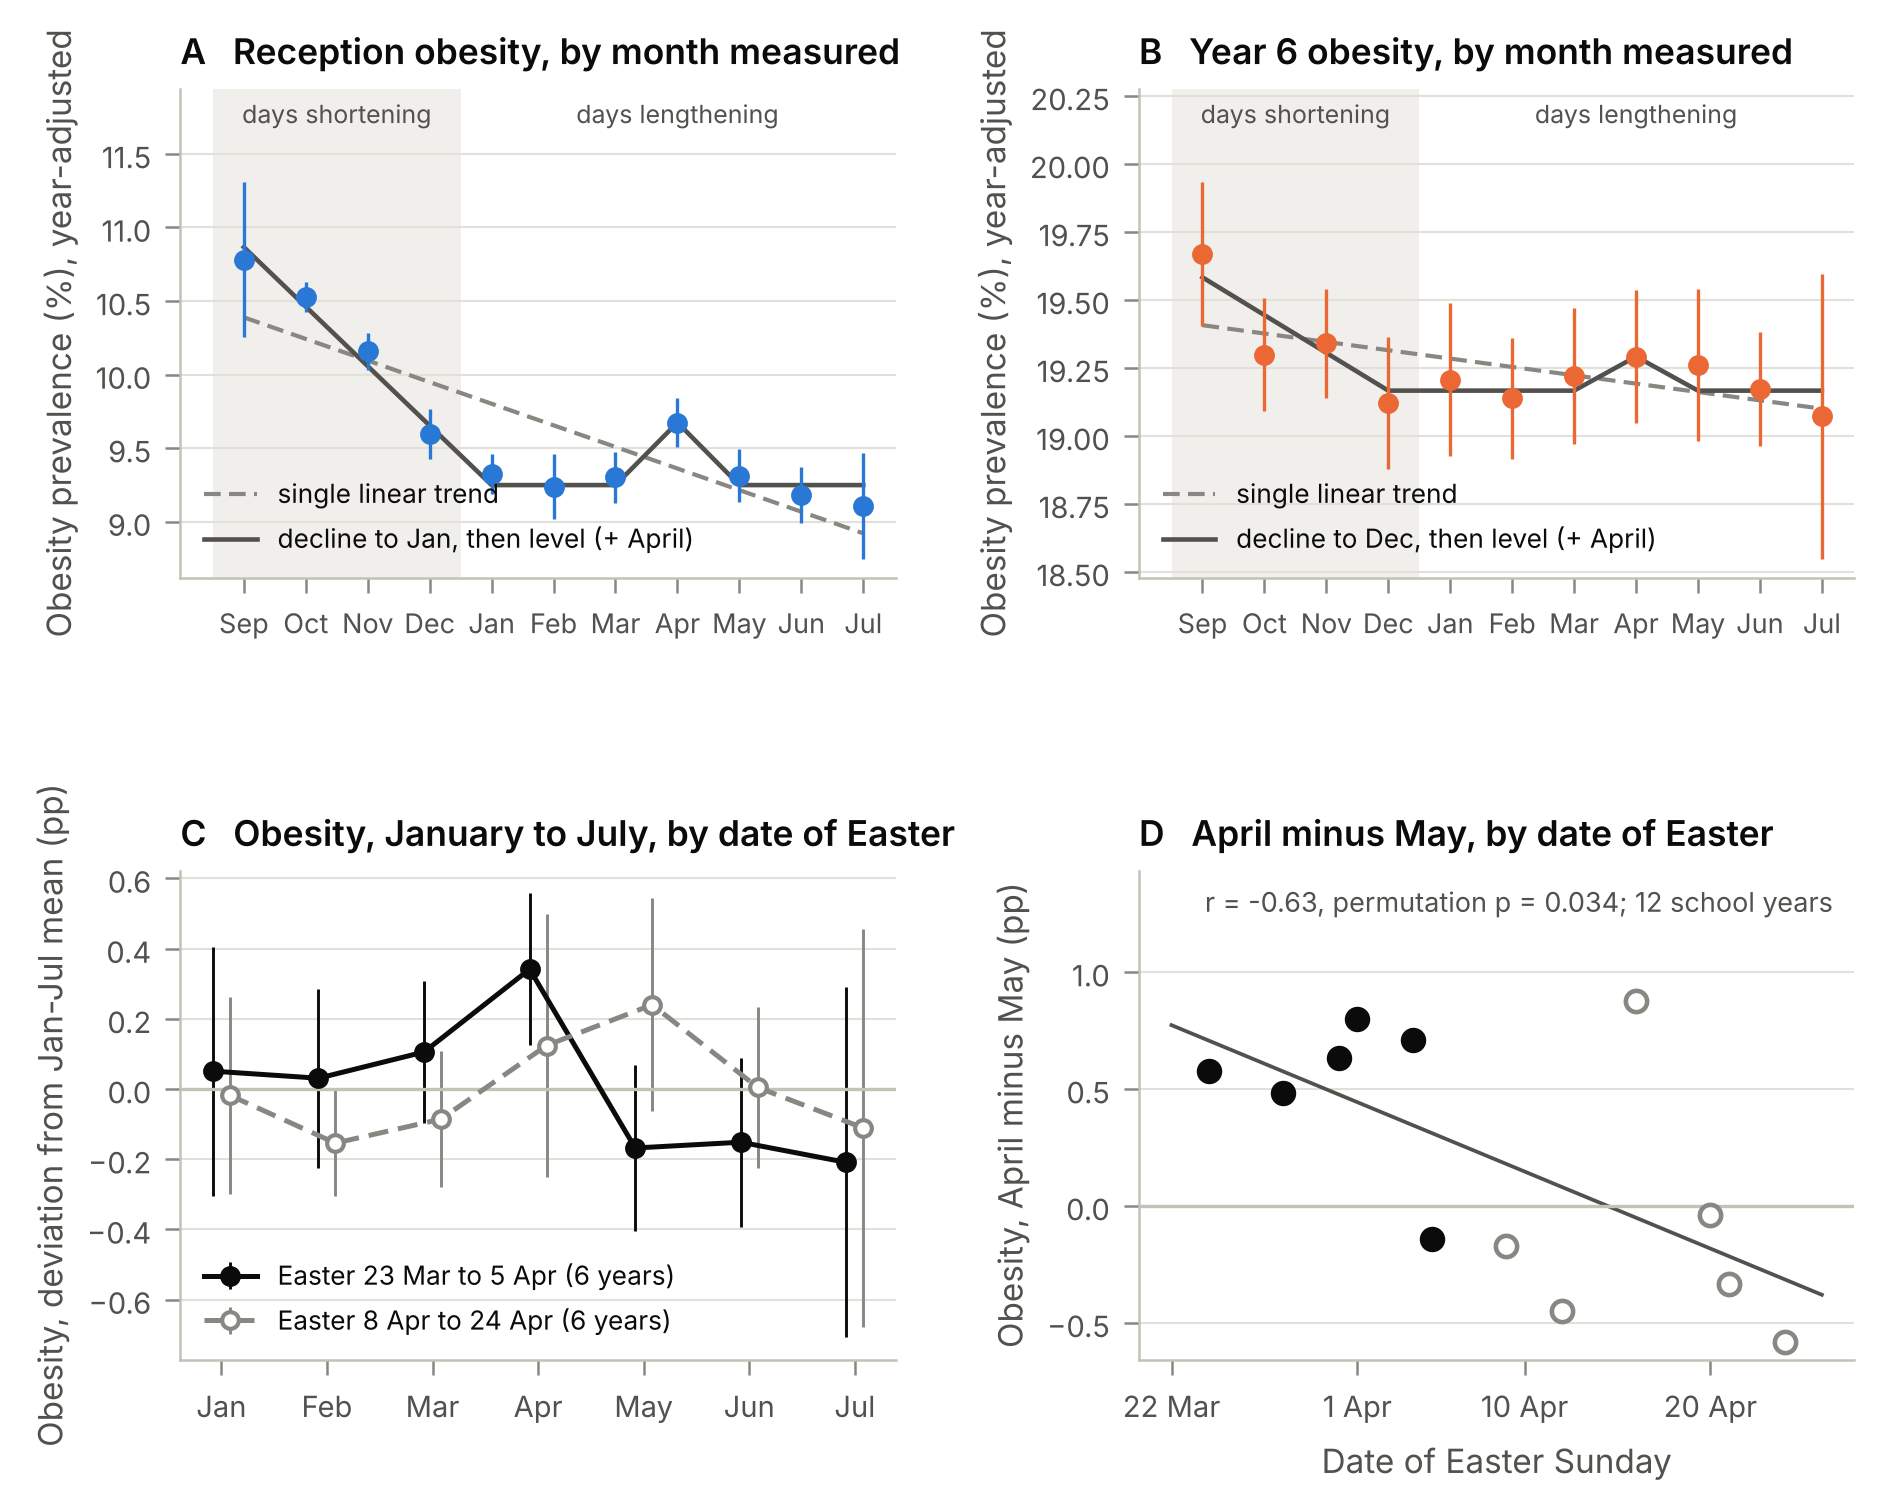 A Reception obesity, by month measured
Obesity prevalence (%), year-adjusted
days shortening
days lengthening
11.5
11.0
10.5
10.0
9.5
9.0
single linear trend
decline to Jan, then level (+ April)
Sep Oct Nov Dec Jan Feb Mar Apr May Jun Jul
B Year 6 obesity, by month measured
Obesity prevalence (%), year-adjusted
days shortening
days lengthening
20.25
20.00
19.75
19.50
19.25
19.00
18.75
18.50
single linear trend
decline to Dec, then level (+ April)
Sep Oct Nov Dec Jan Feb Mar Apr May Jun Jul
C Obesity, January to July, by date of Easter
Obesity, deviation from Jan-Jul mean (pp)
0.6
0.4
0.2
0.0
−0.2
−0.4
−0.6
Easter 23 Mar to 5 Apr (6 years)
Easter 8 Apr to 24 Apr (6 years)
Jan Feb Mar Apr May Jun Jul
D April minus May, by date of Easter
Obesity, April minus May (pp)
r = -0.63, permutation p = 0.034; 12 school years
1.0
0.5
0.0
−0.5
22 Mar 1 Apr 10 Apr 20 Apr
Date of Easter Sunday